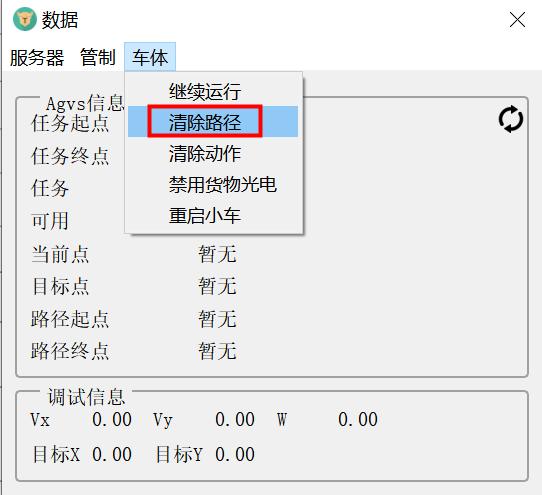 数据
服务器 管制 车体
继续运行
清除路径
清除动作
禁用货物光电
重启小车
Agvs信息
任务起点
任务终点
任务
可用
当前点 暂无
目标点 暂无
路径起点 暂无
路径终点 暂无
调试信息
Vx 0.00 Vy 0.00 W 0.00
目标X 0.00 目标Y 0.00